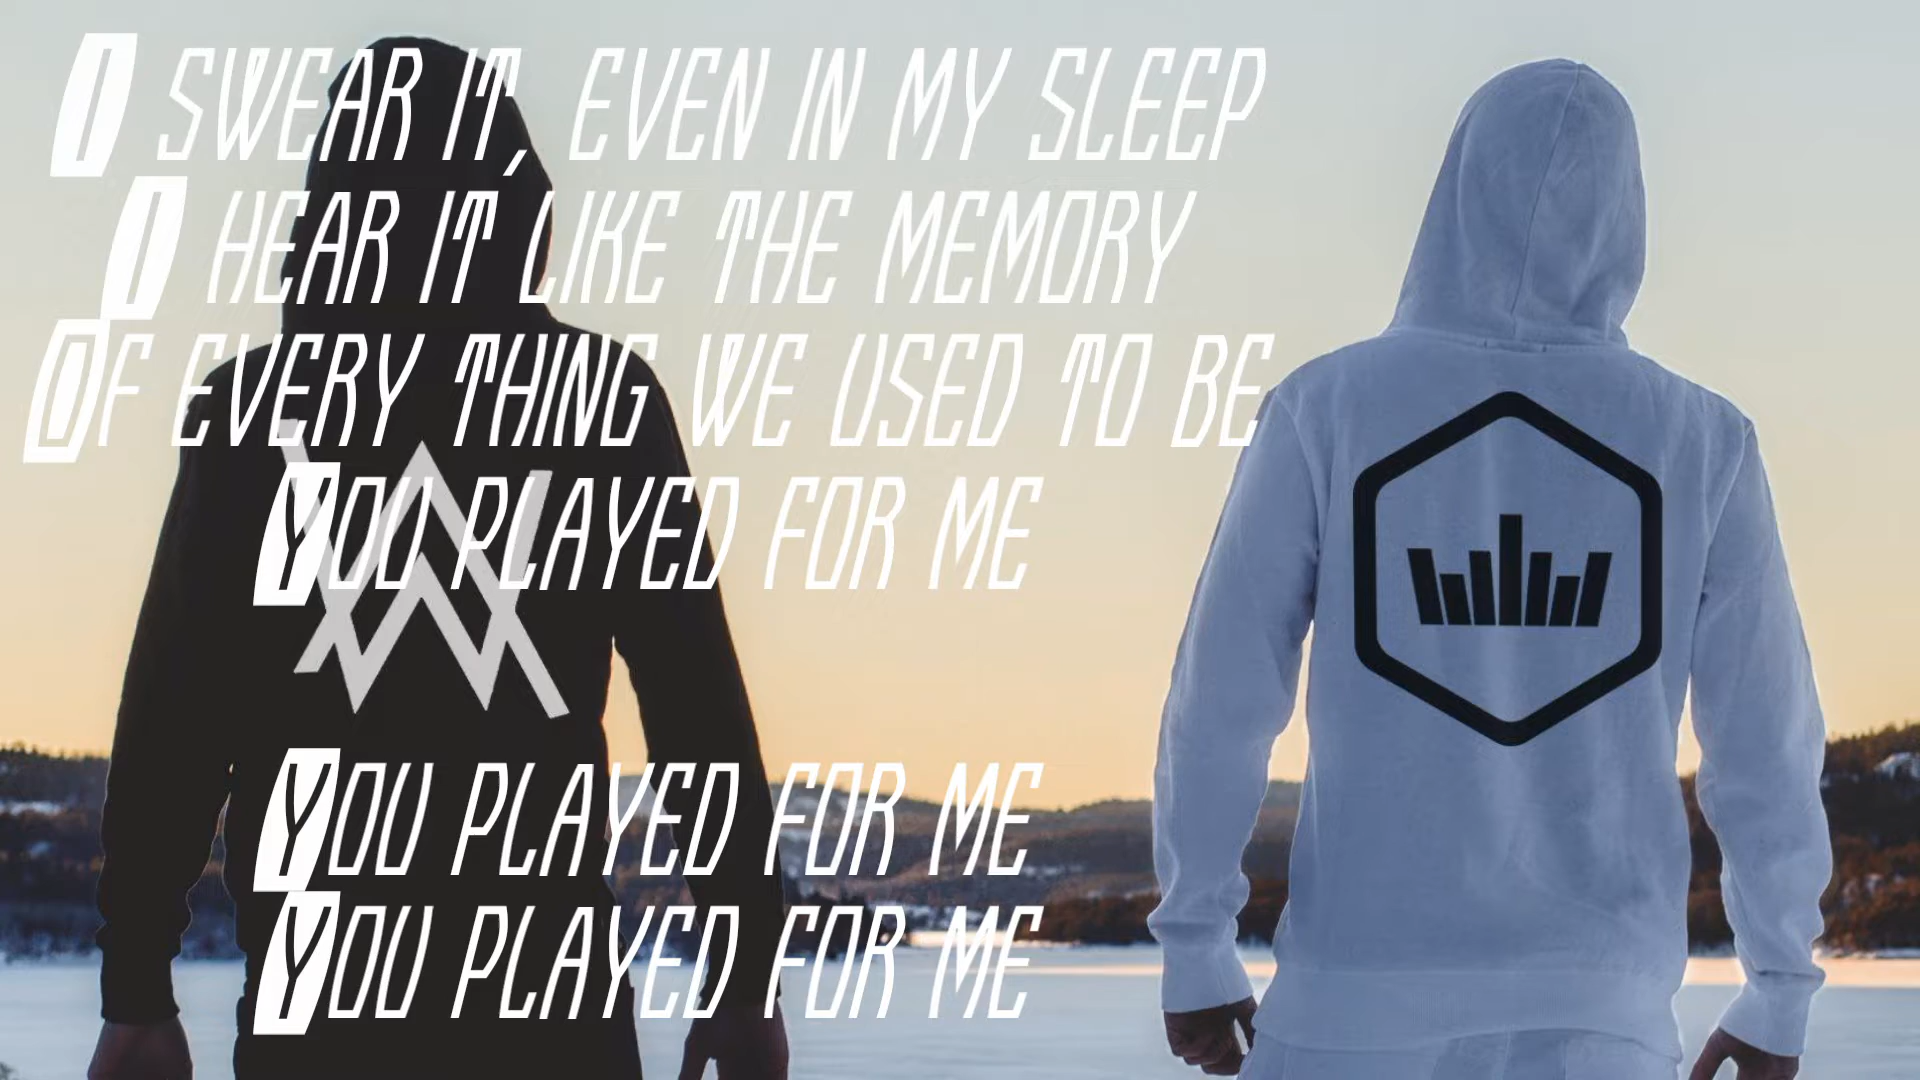 I SWEAR IT, EVEN IN MY SLEEP
I HEAR IT LIKE THE MEMORY
OF EVERY THING WE USED TO BE
YOU PLAYED FOR ME
YOU PLAYED FOR ME
YOU PLAYED FOR ME